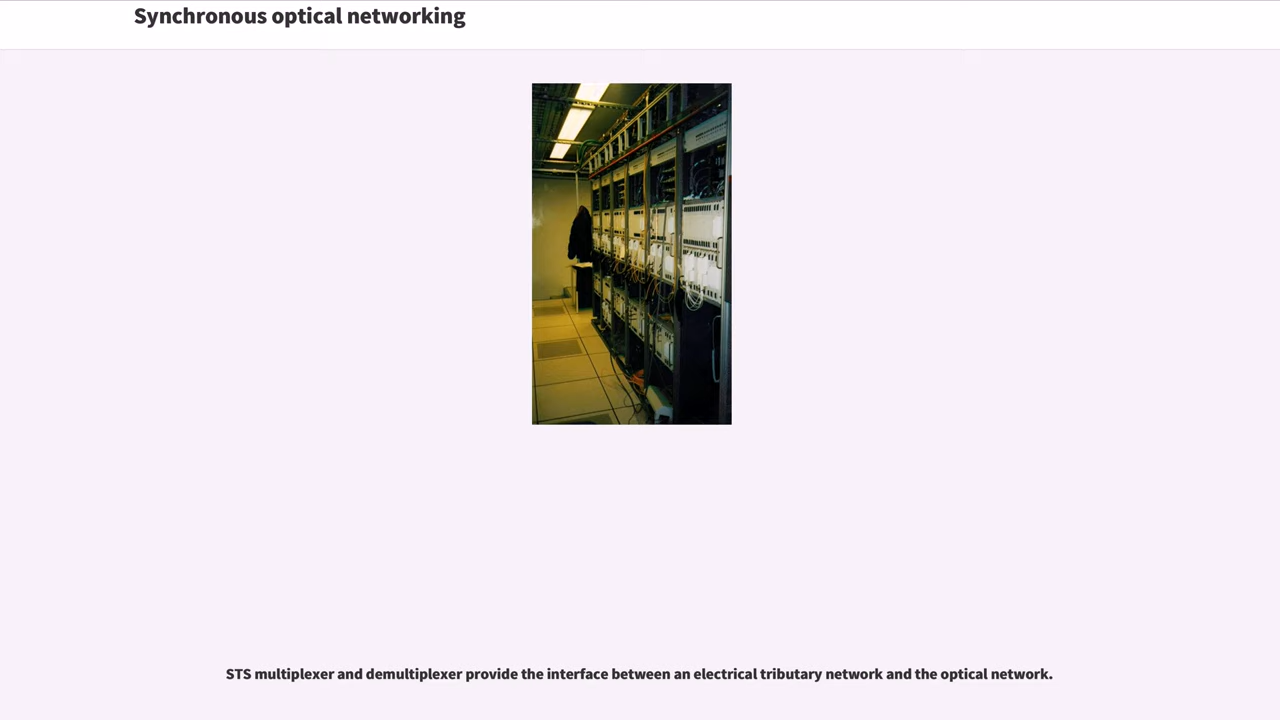 Synchronous optical networking
STS multiplexer and demultiplexer provide the interface between an electrical tributary network and the optical network.